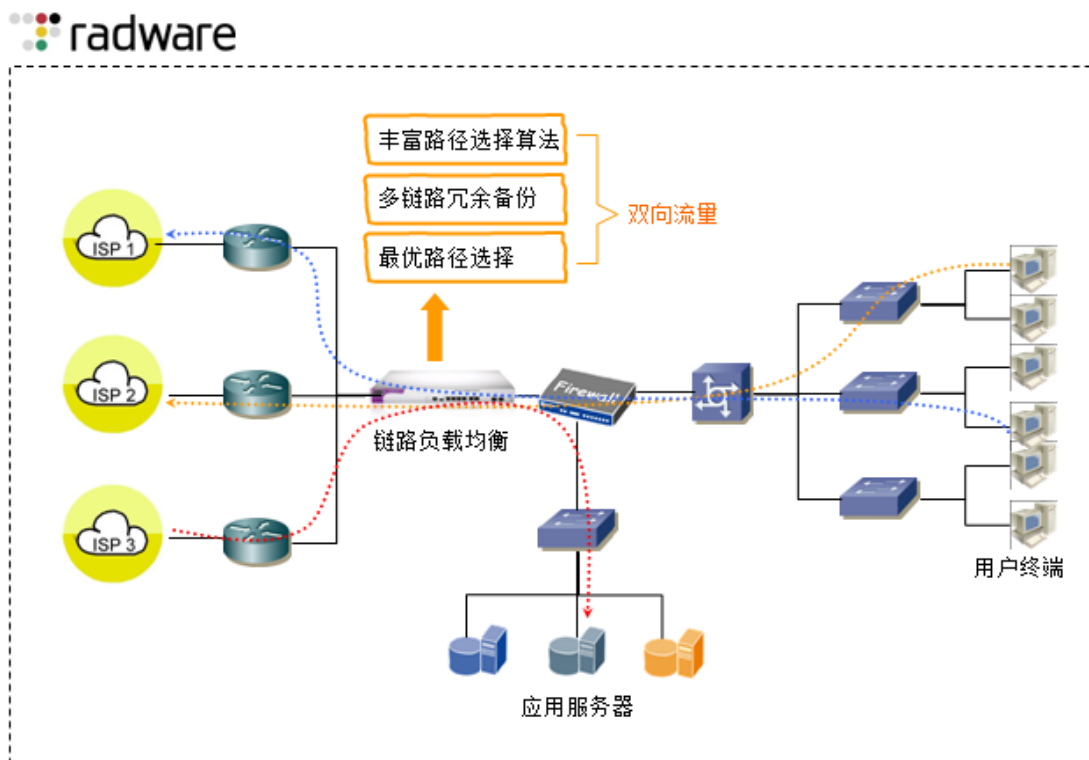 radware
丰富路径选择算法
多链路冗余备份
双向流量
最优路径选择
ISP 1
ISP 2
Firewall
链路负载均衡
ISP 3
用户终端
应用服务器